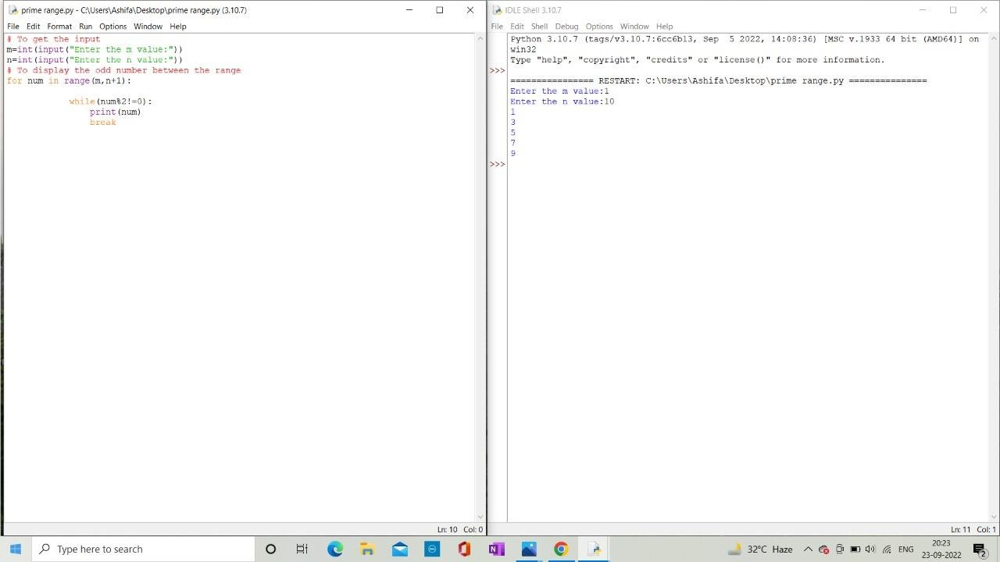 prime range.py - C:\Users\Ashifa\Desktop\prime range.py (3.10.7)
File Edit Format Run Options Window Help
# To get the input
m=int(input("Enter the m value:"))
n=int(input("Enter the n value:"))
# To display the odd number between the range
for num in range(m,n+1):
while(num%2!=0):
print(num)
break
Ln: 10 Col: 0
IDLE Shell 3.10.7
File Edit Shell Debug Options Window Help
Python 3.10.7 (tags/v3.10.7:6cc6b13, Sep 5 2022, 14:08:36) [MSC v.1933 64 bit (AMD64)] on
win32
Type "help", "copyright", "credits" or "license()" for more information.
>>>
================ RESTART: C:\Users\Ashifa\Desktop\prime range.py ===============
Enter the m value:1
Enter the n value:10
1
3
5
7
9
>>>
Ln: 11 Col: 1
Type here to search
32°C Haze
ENG
20:23
23-09-2022
2